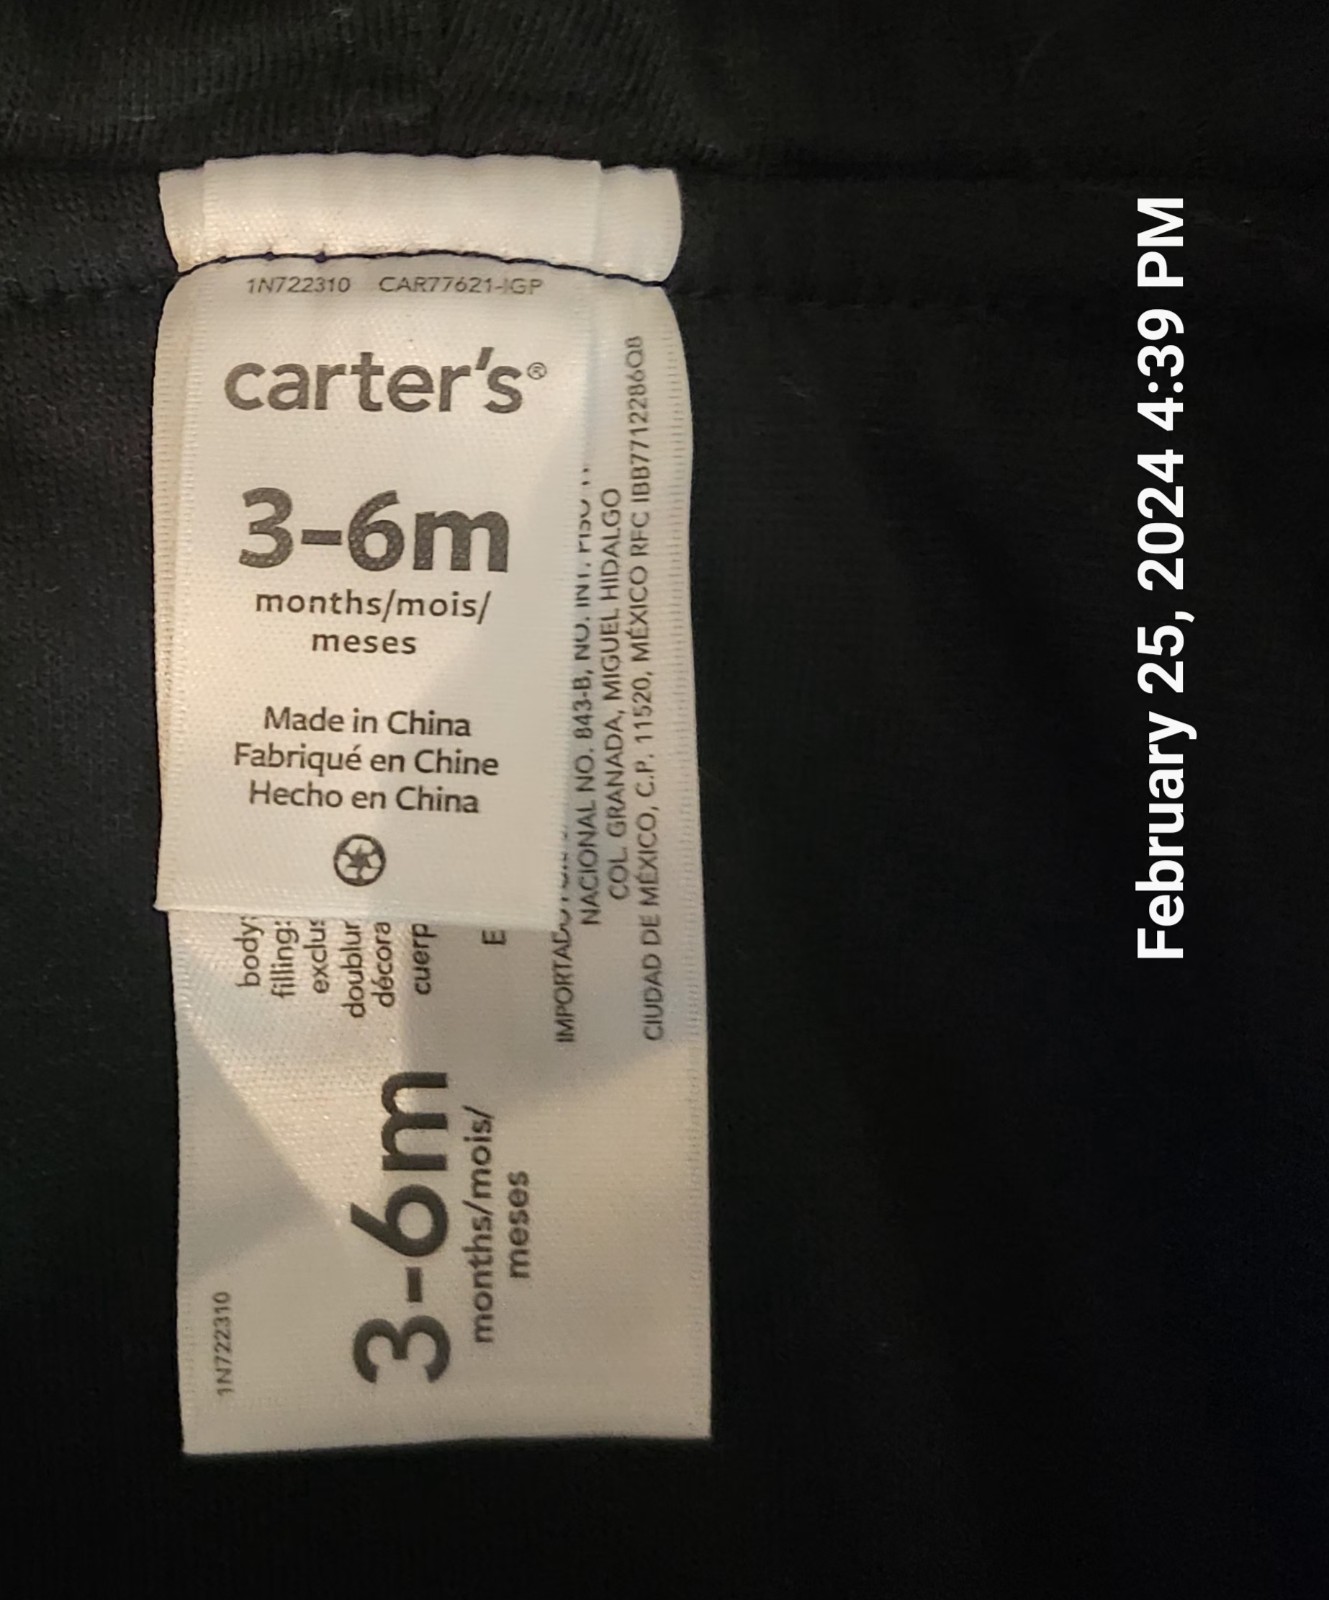 1N722310 CAR77621-IGP
carter's®
3-6m
months/mois/
meses
Made in China
Fabriqué en Chine
Hecho en China
body:
filling:
exclus
doublur
décora
cuerp
E
NACIONAL NO. 843-B, NO. INT. PISO
COL. GRANADA, MIGUEL HIDALGO
CIUDAD DE MÉXICO, C.P. 11520, MÉXICO RFC IBB7712286Q8
3-6m
months/mois/
meses
1N722310
February 25, 2024 4:39 PM